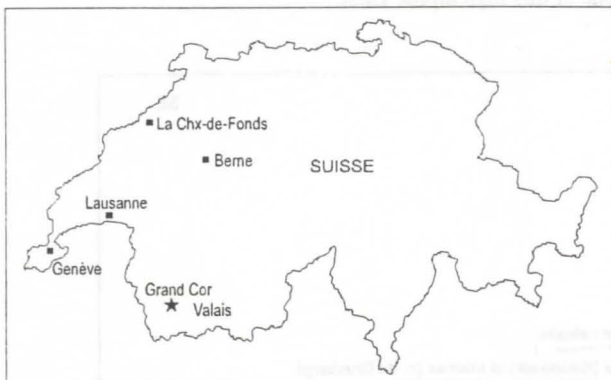 La Chx-de-Fonds
Berne
SUISSE
Lausanne
Genève
Grand Cor
Valais